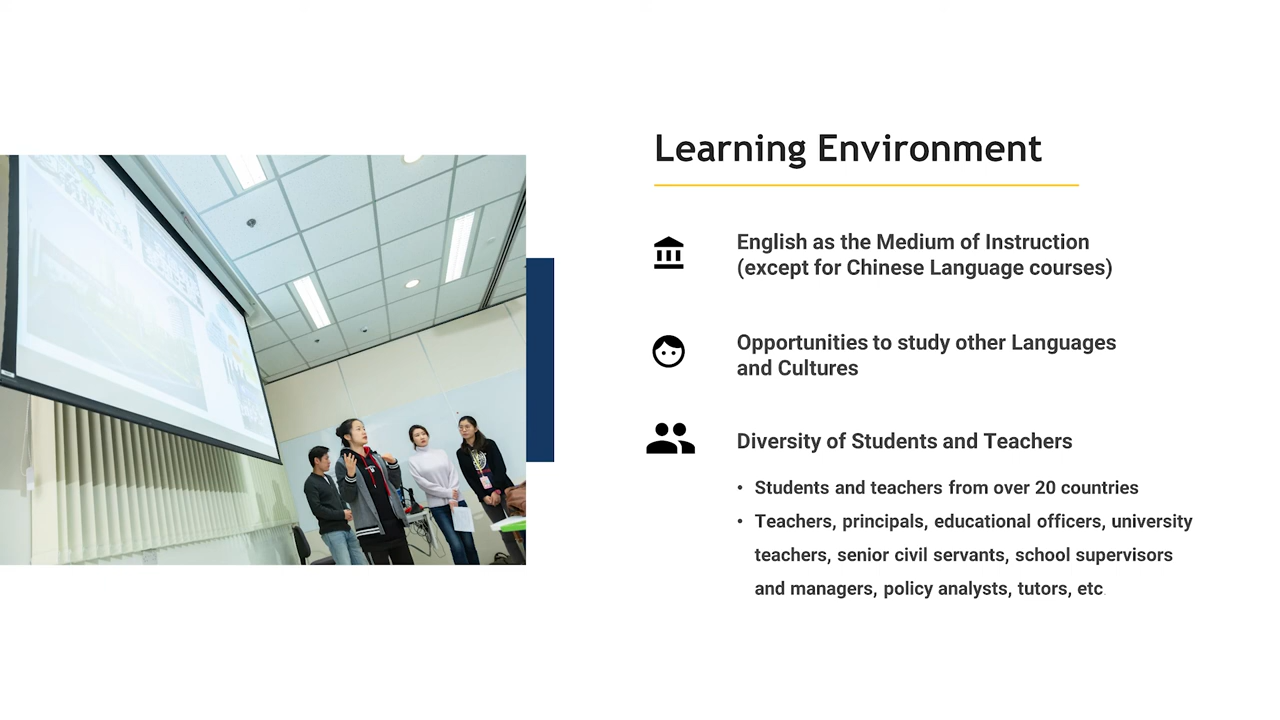 Learning Environment
English as the Medium of Instruction
(except for Chinese Language courses)
Opportunities to study other Languages
and Cultures
Diversity of Students and Teachers
• Students and teachers from over 20 countries
• Teachers, principals, educational officers, university
teachers, senior civil servants, school supervisors
and managers, policy analysts, tutors, etc.